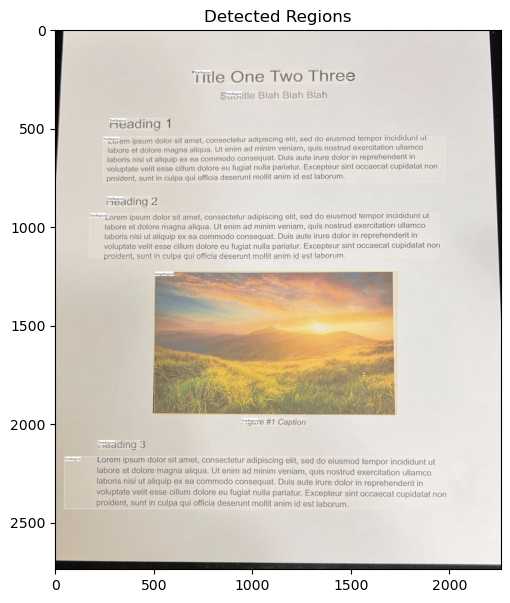 Detected Regions
0
Title One Two Three
Subtitle Blah Blah Blah
500
Heading 1
Lorem ipsum dolor sit amet, consectetur adipiscing elit, sed do eiusmod tempor incididunt ut
labore et dolore magna aliqua. Ut enim ad minim veniam, quis nostrud exercitation ullamco
laboris nisi ut aliquip ex ea commodo consequat. Duis aute irure dolor in reprehenderit in
voluptate velit esse cillum dolore eu fugiat nulla pariatur. Excepteur sint occaecat cupidatat non
proident, sunt in culpa qui officia deserunt mollit anim id est laborum.
Heading 2
Lorem ipsum dolor sit amet, consectetur adipiscing elit, sed do eiusmod tempor incididunt ut
1000
labore et dolore magna aliqua. Ut enim ad minim veniam, quis nostrud exercitation ullamco
laboris nisi ut aliquip ex ea commodo consequat. Duis aute irure dolor in reprehenderit in
voluptate velit esse cillum dolore eu fugiat nulla pariatur. Excepteur sint occaecat cupidatat non
proident, sunt in culpa qui officia deserunt mollit anim id est laborum.
1500
Figure #1 Caption
2000
Heading 3
Lorem ipsum dolor sit amet, consectetur adipiscing elit, sed do eiusmod tempor incididunt ut
labore et dolore magna aliqua. Ut enim ad minim veniam, quis nostrud exercitation ullamco
laboris nisi ut aliquip ex ea commodo consequat. Duis aute irure dolor in reprehenderit in
voluptate velit esse cillum dolore eu fugiat nulla pariatur. Excepteur sint occaecat cupidatat non
proident, sunt in culpa qui officia deserunt mollit anim id est laborum.
2500
0 500 1000 1500 2000